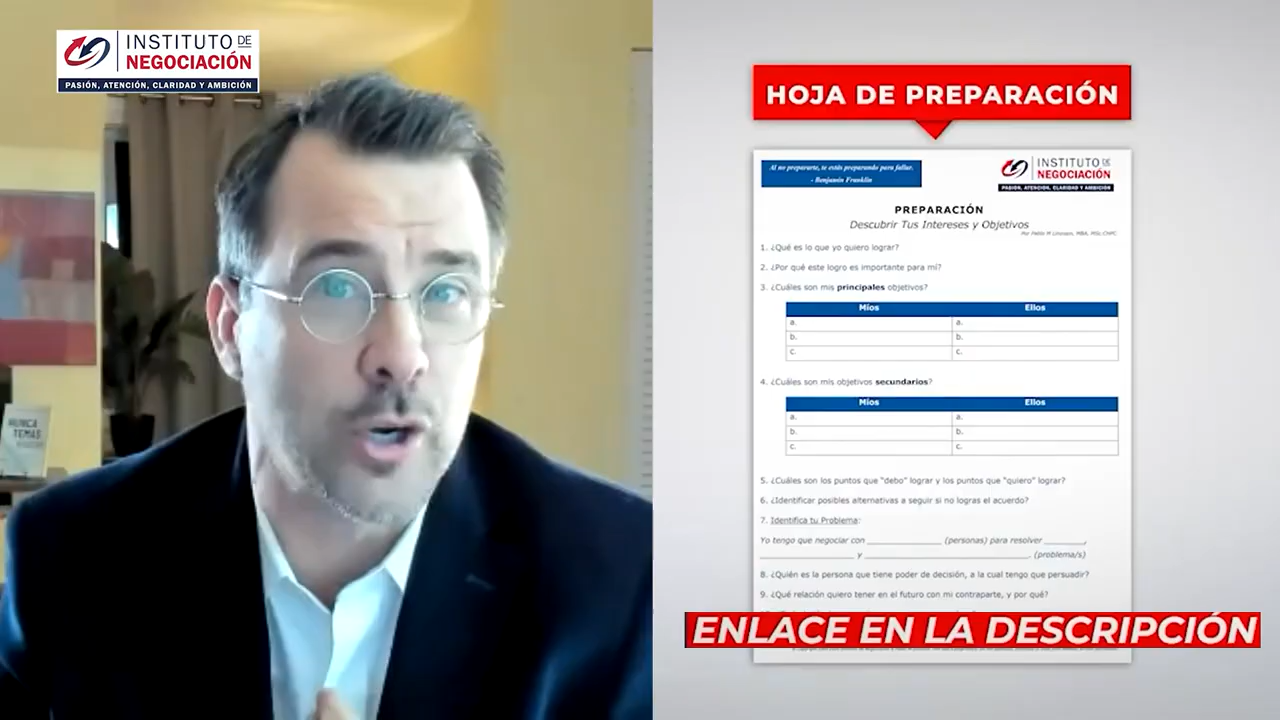 INSTITUTO DE
NEGOCIACIÓN
PASIÓN, ATENCIÓN, CLARIDAD Y AMBICIÓN
NUNCA
TEMAS
HOJA DE PREPARACIÓN
Al no prepararte, te estás preparando para fallar.
- Benjamin Franklin
INSTITUTO DE
NEGOCIACIÓN
PASIÓN, ATENCIÓN, CLARIDAD Y AMBICIÓN
PREPARACIÓN
Descubrir Tus Intereses y Objetivos
1. ¿Qué es lo que yo quiero lograr?
2. ¿Por qué este logro es importante para mí?
3. ¿Cuáles son mis principales objetivos?
Míos Ellos
a. a.
b. b.
c. c.
4. ¿Cuáles son mis objetivos secundarios?
Míos Ellos
a. a.
b. b.
c. c.
5. ¿Cuáles son los puntos que "debo" lograr y los puntos que "quiero" lograr?
6. ¿Identificar posibles alternativas a seguir si no logras el acuerdo?
7. Identifica tu Problema:
Yo tengo que negociar con _______________ (personas) para resolver ________,
___________________ y _________________________________. (problema/s)
8. ¿Quién es la persona que tiene poder de decisión, a la cual tengo que persuadir?
9. ¿Qué relación quiero tener en el futuro con mi contraparte, y por qué?
ENLACE EN LA DESCRIPCIÓN